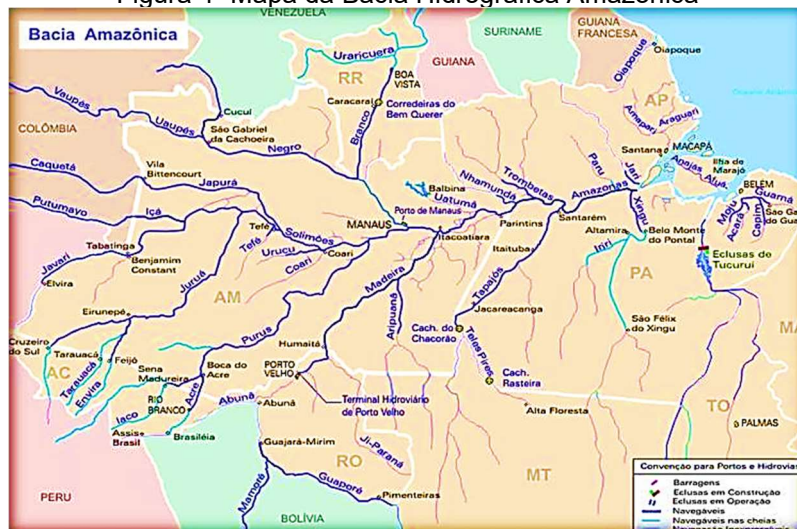 Figura 4- Mapa da Bacia Hidrográfica Amazônica
Bacia Amazônica
VENEZUELA
SURINAME
GUIANA
FRANCESA
GUIANA
COLÔMBIA
PERU
BOLÍVIA
RR
AP
AM
PA
AC
RO
MT
TO
MA
Uraricuera
BOA
VISTA
Caracaraí
Corredeiras do
Bem Querer
Branco
Oiapoque
Oiapoque
Amapari
Araguari
Santana
MACAPÁ
Ilha de
Marajó
Anajás
Afuá.
BELÉM
Guamá
Moju
Acará
Capim
Eclusas de
Tucuruí
Vaupés
Uaupés
Cucuí
São Gabriel
da Cachoeira
Negro
Caquetá
Vila
Bittencourt
Japurá
Putumayo
Içá
Tabatinga
Javari
Benjamim
Constant
Elvira
Eirunepé
Juruá
Tefé
Tefé
Solimões
Urucu
Coari
Coari
MANAUS
Porto de Manaus
Balbina
Uatumã
Nhamundá
Trombetas
Paru
Jari
Amazonas
Xingu
Itacoatiara
Parintins
Santarém
Altamira
Belo Monte
do Pontal
Iriri
Itaituba
Tapajós
Jacareacanga
São Félix
do Xingu
Madeira
Aripuanã
Cach. do
Chacorão
Teles Pires
Cach.
Rasteira
Alta Floresta
PALMAS
Cruzeiro
do Sul
Tarauacá
Feijó
Tarauacá
Envira
Purus
Sena
Madureira
Boca do
Acre
Humaitá
PORTO
VELHO
RIO
BRANCO
Acre
Iaco
Assis
Brasil
Brasiléia
Abunã
Abunã
Terminal Hidroviário
de Porto Velho
Guajará-Mirim
Ji-Paraná
Mamoré
Guaporé
Pimenteiras
Convenção para Portos e Hidrovias
Barragens
Eclusas em Construção
Eclusas em Operação
Navegáveis
Navegáveis nas cheias